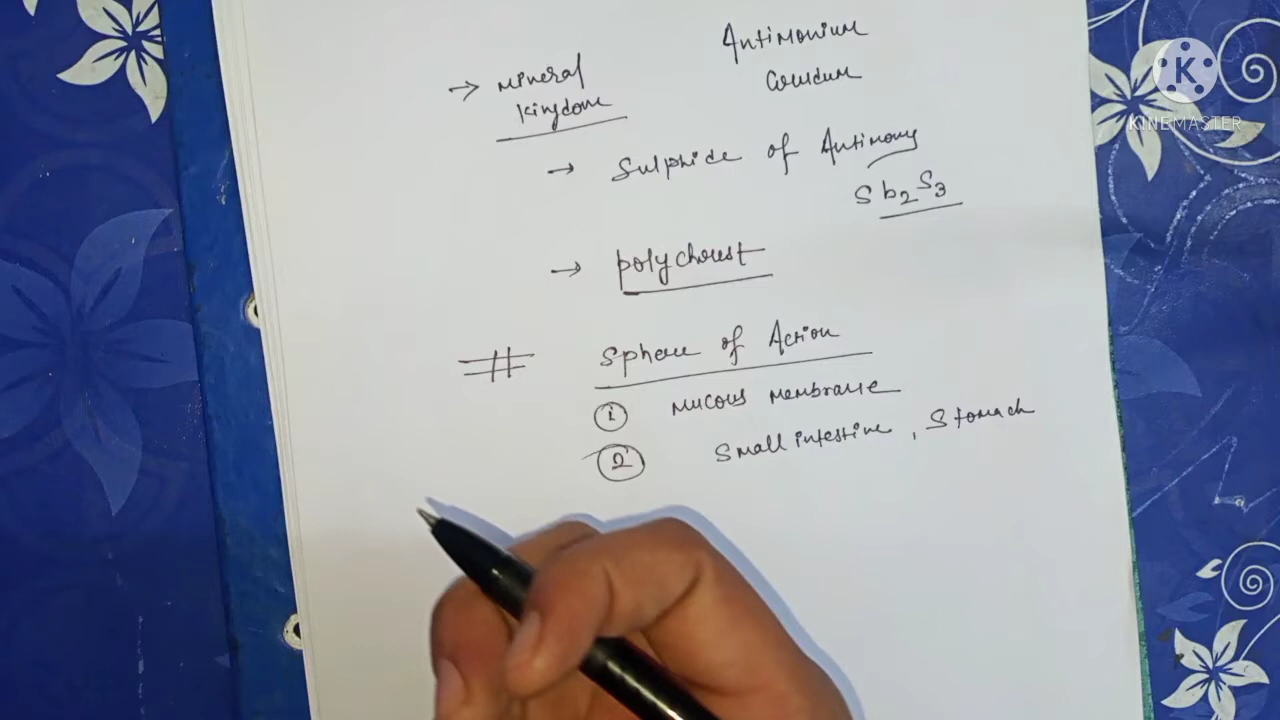 → Mineral Kingdom
Antimonium Crudum
→ Sulphide of Antimony
Sb2S3
→ polychrest
# Sphere of Action
① Mucous membrane
② Small intestine, Stomach
K
KINEMASTER